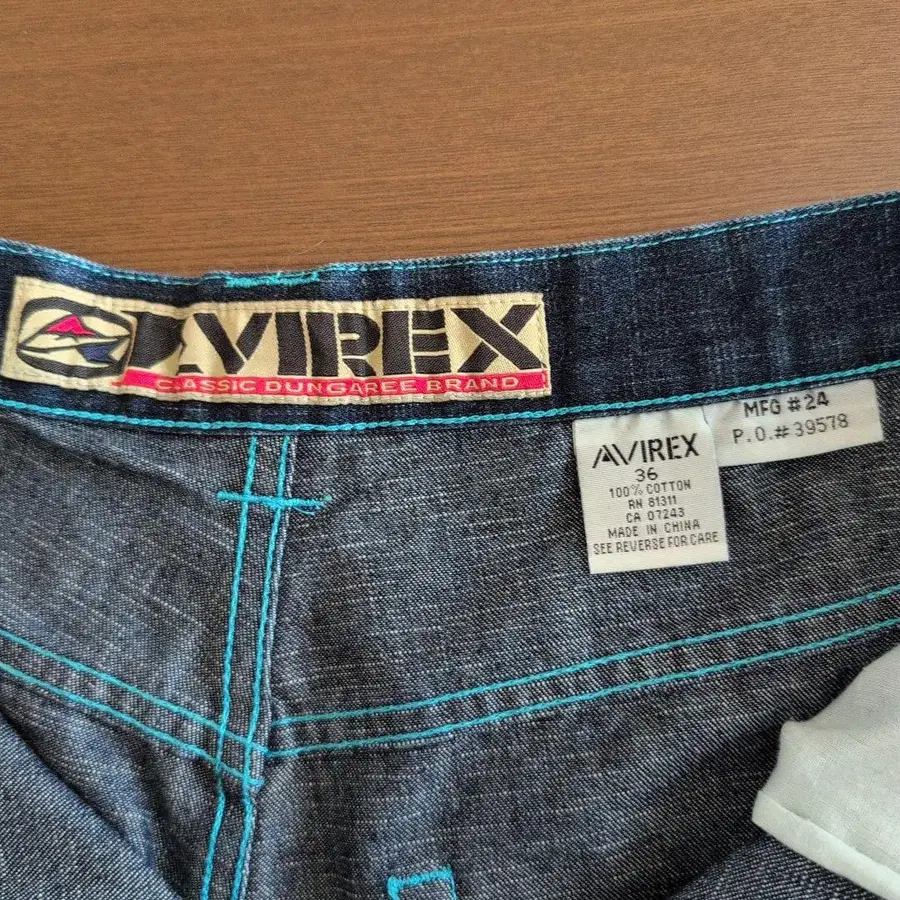 AVIREX
CLASSIC DUNGAREE BRAND
MFG #24
P.O.#39578
AVIREX
36
100% COTTON
RN 81311
CA 07243
MADE IN CHINA
SEE REVERSE FOR CARE